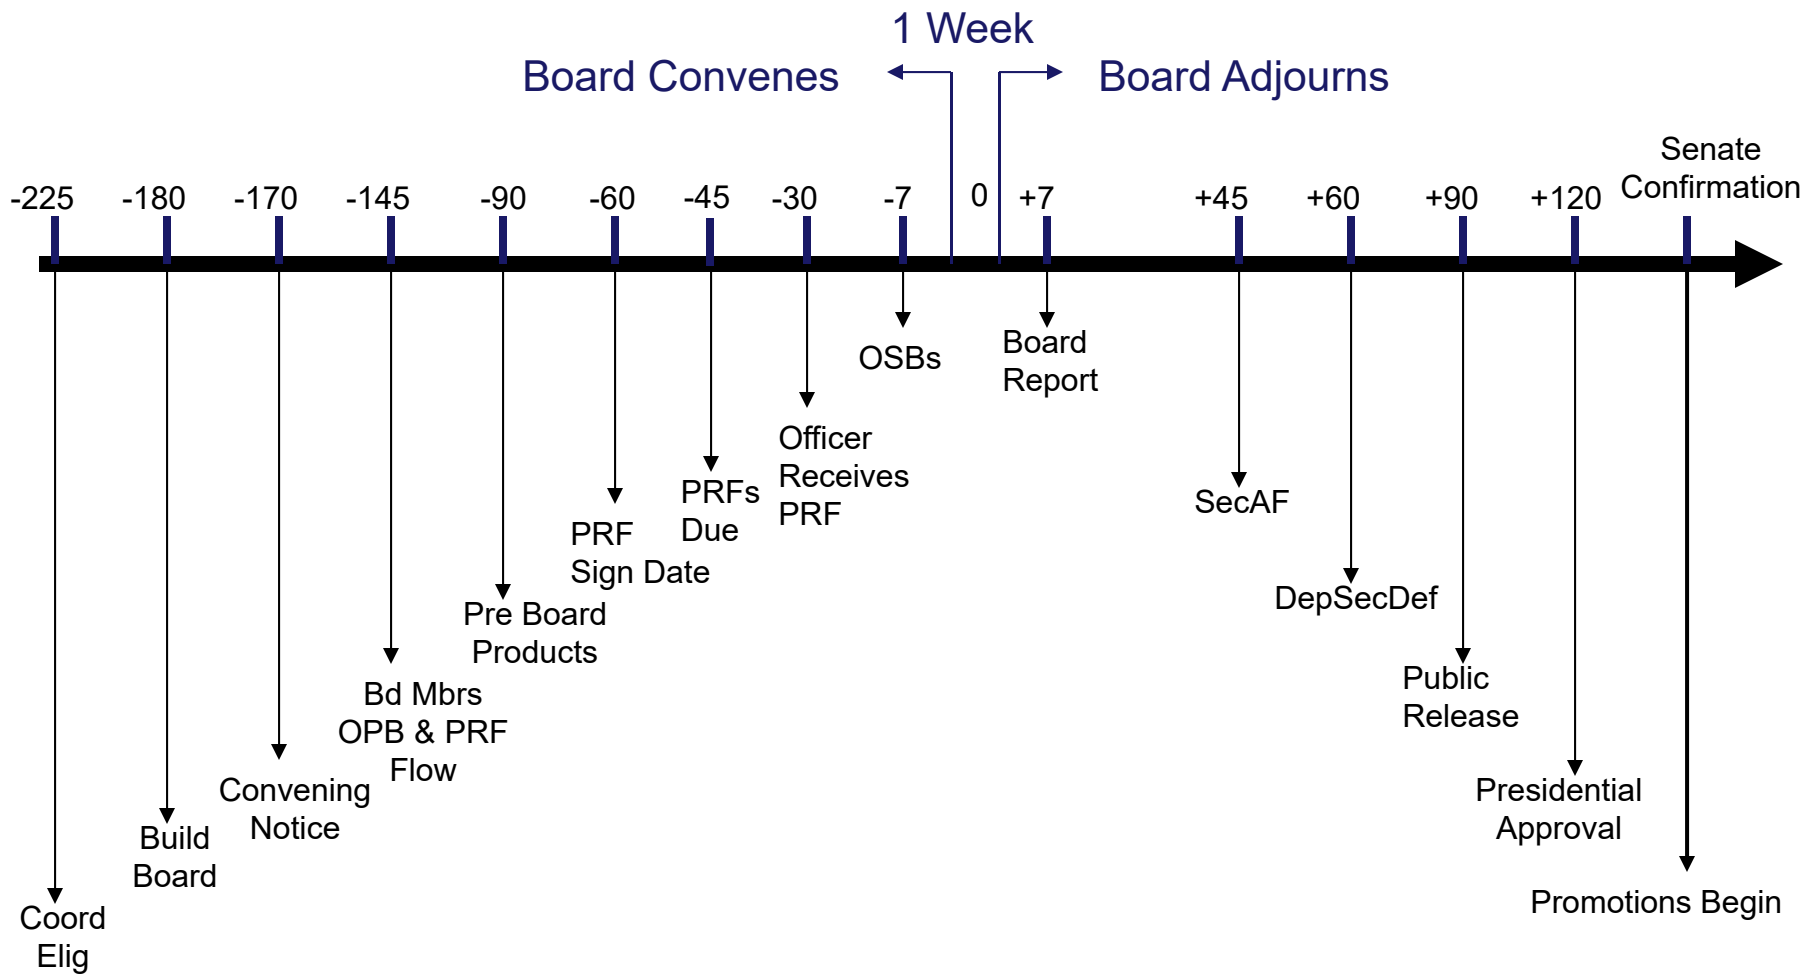 1 Week
Board Convenes
Board Adjourns
Senate
Confirmation
-225
-180
-170
-145
-90
-60
-45
-30
-7
0
+7
+45
+60
+90
+120
OSBs
Board
Report
Officer
Receives
PRF
PRFs
Due
SecAF
PRF
Sign Date
DepSecDef
Pre Board
Products
Public
Release
Bd Mbrs
OPB & PRF
Flow
Convening
Notice
Presidential
Approval
Build
Board
Promotions Begin
Coord
Elig